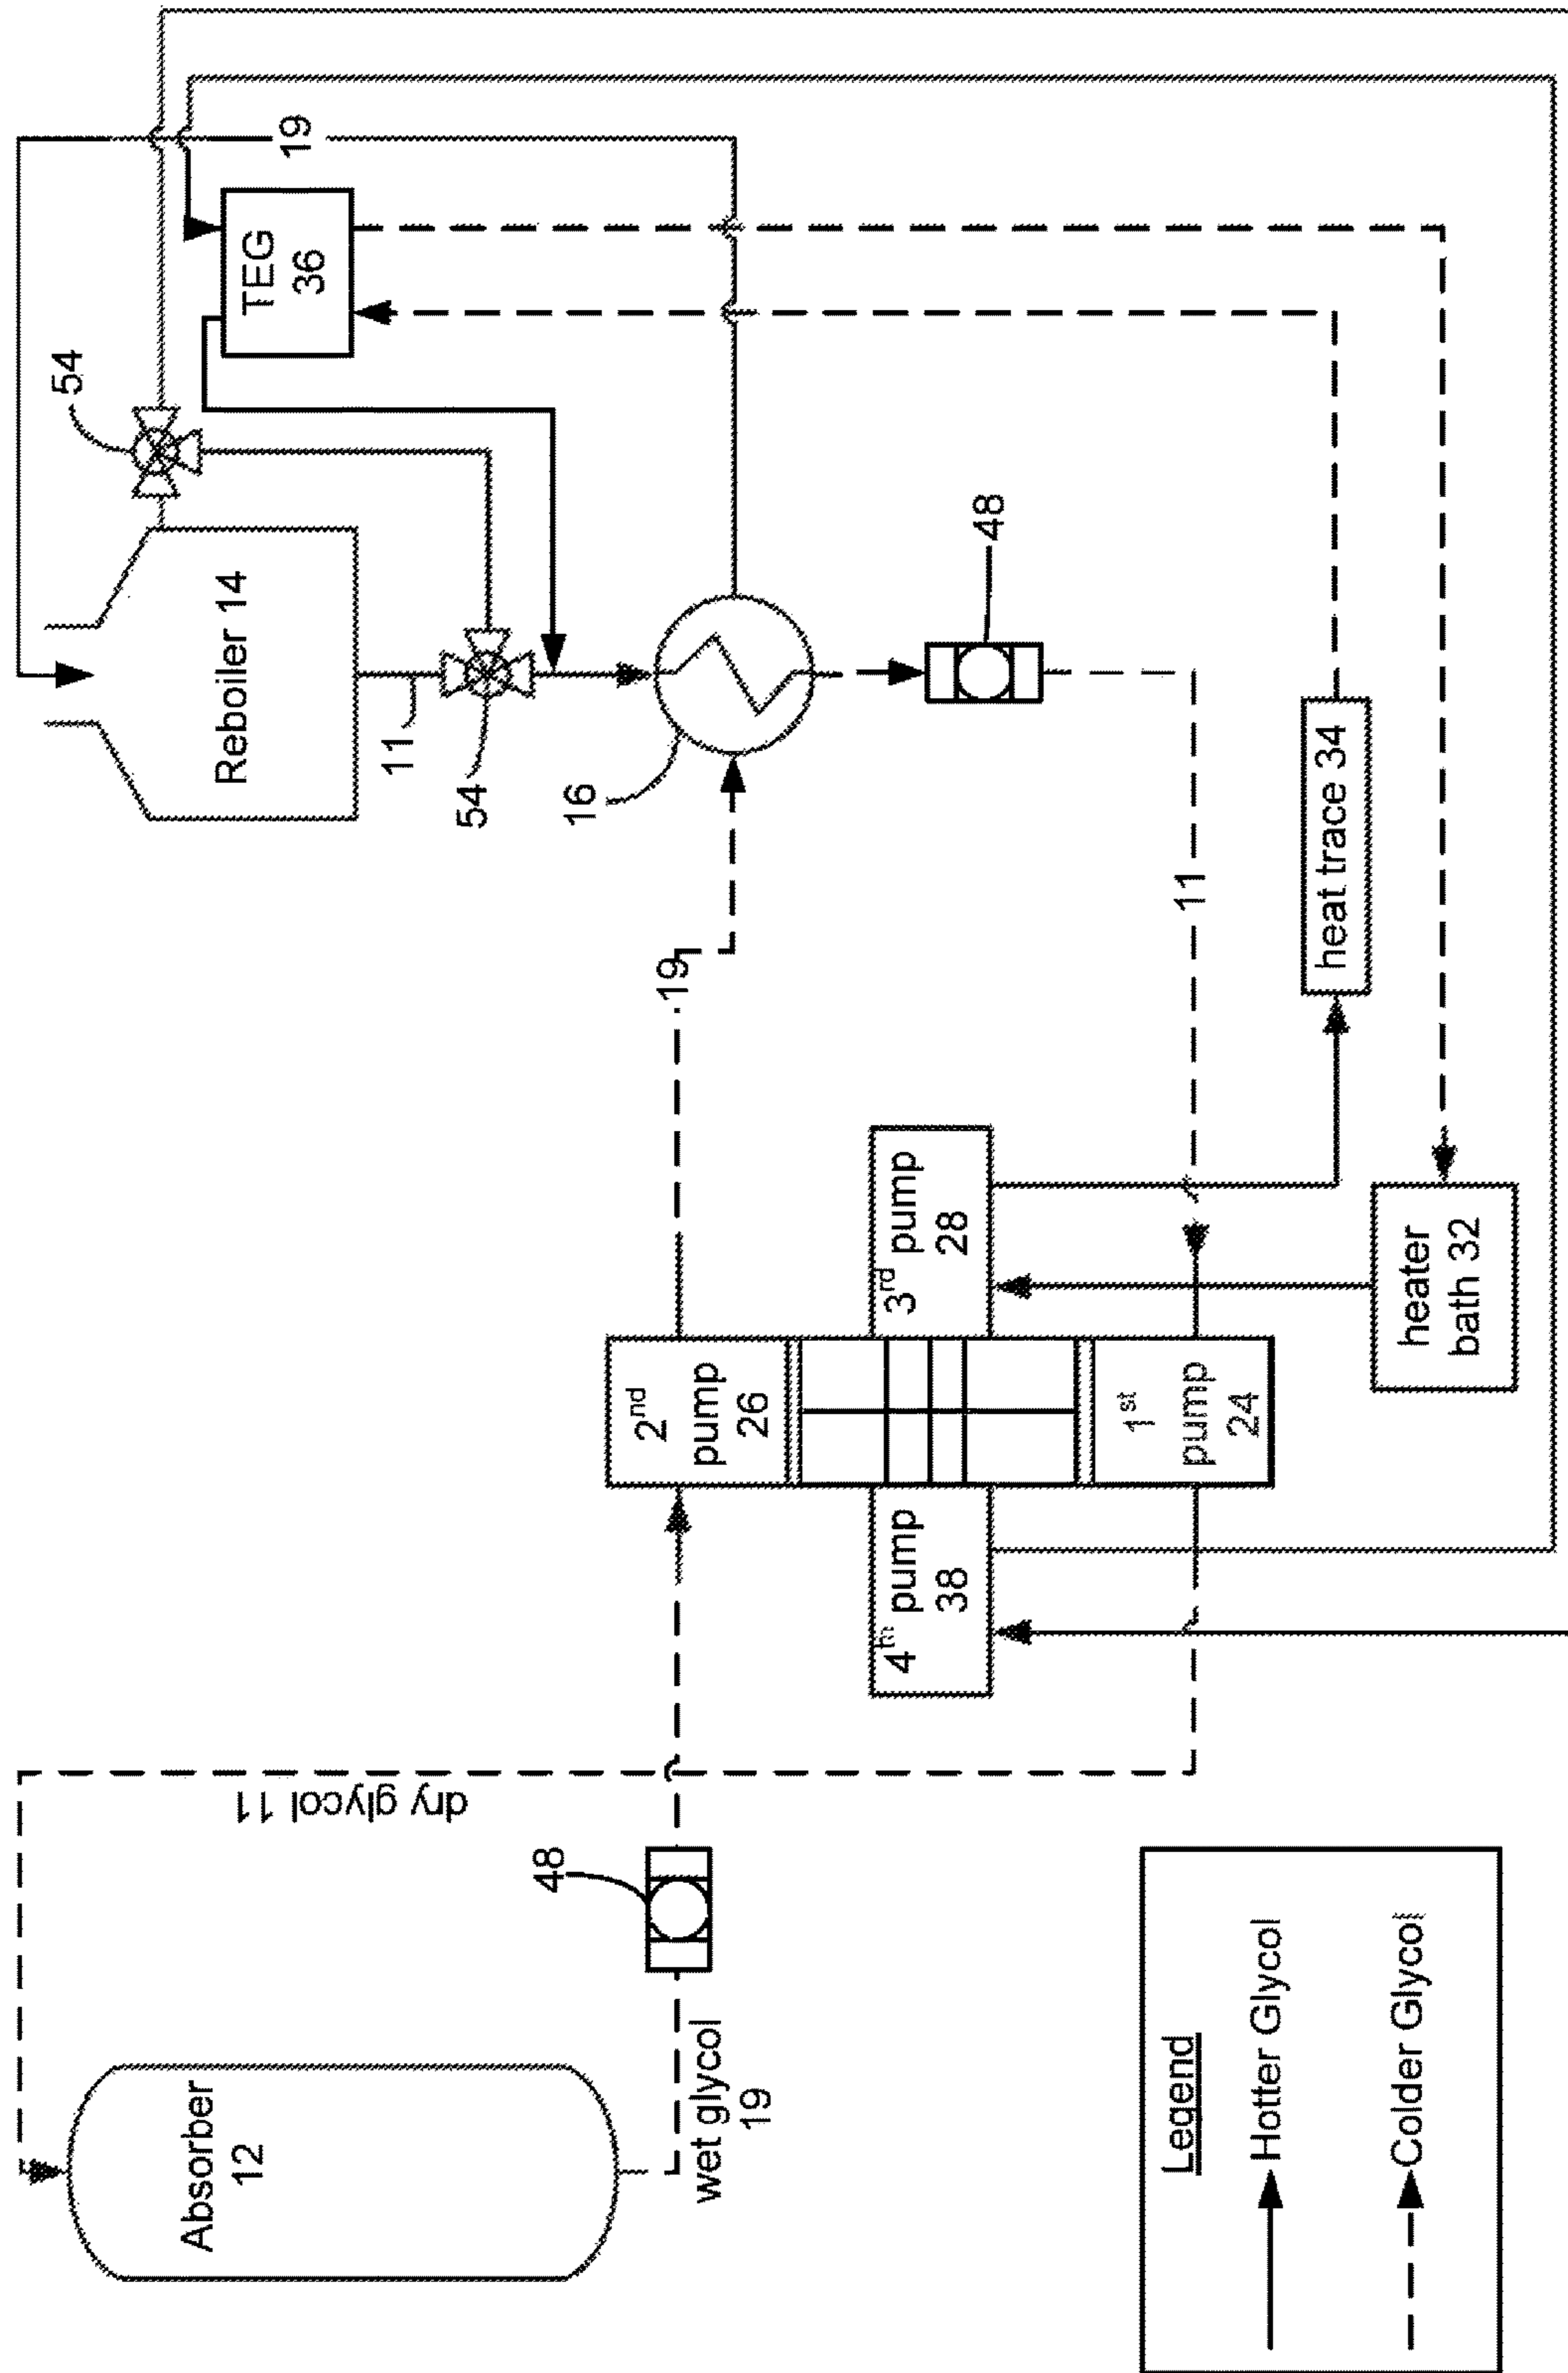 19
54
TEG
36
Reboiler 14
11
54
16
48
19
11
heat trace 34
2nd
pump
26
3rd pump
28
4th pump
38
1st
pump
24
heater
bath 32
dry glycol 11
48
Absorber
12
wet glycol
19
Legend
Hotter Glycol
Colder Glycol